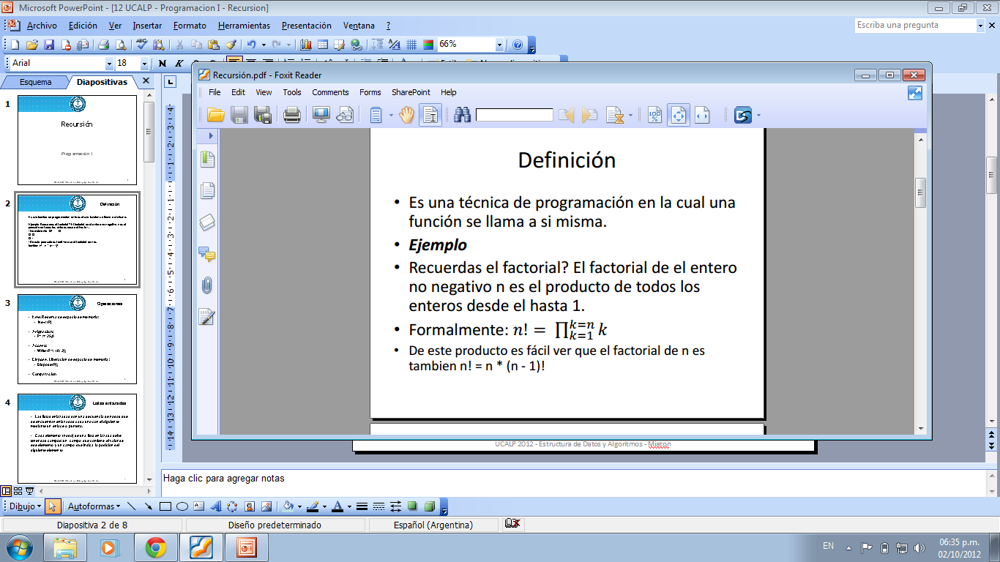 Microsoft PowerPoint - [12 UCALP - Programacion I - Recursion]
Archivo Edición Ver Insertar Formato Herramientas Presentación Ventana ?
Escriba una pregunta
66%
Arial 18 N K
Esquema Diapositivas
1
Recursión
Programación I
2
Definición
3
Operaciones
4
Listas enlazadas
Recursión.pdf - Foxit Reader
File Edit View Tools Comments Forms SharePoint Help
Definición
• Es una técnica de programación en la cual una
función se llama a si misma.
• Ejemplo
• Recuerdas el factorial? El factorial de el entero
no negativo n es el producto de todos los
enteros desde el hasta 1.
• Formalmente: n! = ∏_{k=1}^{k=n} k
• De este producto es fácil ver que el factorial de n es
tambien n! = n * (n - 1)!
UCALP 2012 - Estructura de Datos y Algoritmos - Miaton
Haga clic para agregar notas
Dibujo Autoformas
Diapositiva 2 de 8 Diseño predeterminado Español (Argentina)
EN 06:35 p.m.
02/10/2012